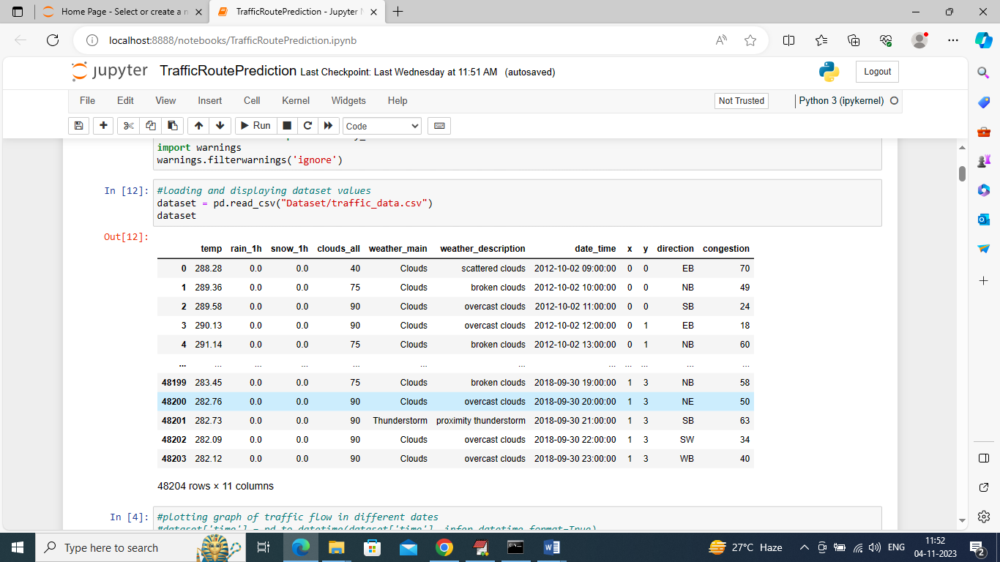 Home Page - Select or create a n
TrafficRoutePrediction - Jupyter N
localhost:8888/notebooks/TrafficRoutePrediction.ipynb
jupyter TrafficRoutePrediction Last Checkpoint: Last Wednesday at 11:51 AM (autosaved) Logout
File Edit View Insert Cell Kernel Widgets Help Not Trusted Python 3 (ipykernel)
Run Code
import warnings
warnings.filterwarnings('ignore')
In [12]: #loading and displaying dataset values
dataset = pd.read_csv("Dataset/traffic_data.csv")
dataset
Out[12]:
temp rain_1h snow_1h clouds_all weather_main weather_description date_time x y direction congestion
0 288.28 0.0 0.0 40 Clouds scattered clouds 2012-10-02 09:00:00 0 0 EB 70
1 289.36 0.0 0.0 75 Clouds broken clouds 2012-10-02 10:00:00 0 0 NB 49
2 289.58 0.0 0.0 90 Clouds overcast clouds 2012-10-02 11:00:00 0 0 SB 24
3 290.13 0.0 0.0 90 Clouds overcast clouds 2012-10-02 12:00:00 0 1 EB 18
4 291.14 0.0 0.0 75 Clouds broken clouds 2012-10-02 13:00:00 0 1 NB 60
... ... ... ... ... ... ... ... ... ... ... ...
48199 283.45 0.0 0.0 75 Clouds broken clouds 2018-09-30 19:00:00 1 3 NB 58
48200 282.76 0.0 0.0 90 Clouds overcast clouds 2018-09-30 20:00:00 1 3 NE 50
48201 282.73 0.0 0.0 90 Thunderstorm proximity thunderstorm 2018-09-30 21:00:00 1 3 SB 63
48202 282.09 0.0 0.0 90 Clouds overcast clouds 2018-09-30 22:00:00 1 3 SW 34
48203 282.12 0.0 0.0 90 Clouds overcast clouds 2018-09-30 23:00:00 1 3 WB 40
48204 rows × 11 columns
In [4]: #plotting graph of traffic flow in different dates
#dataset['time'] = pd.to_datetime(dataset['time'], infer_datetime_format=True)
Type here to search
27°C Haze
ENG
11:52
04-11-2023
2